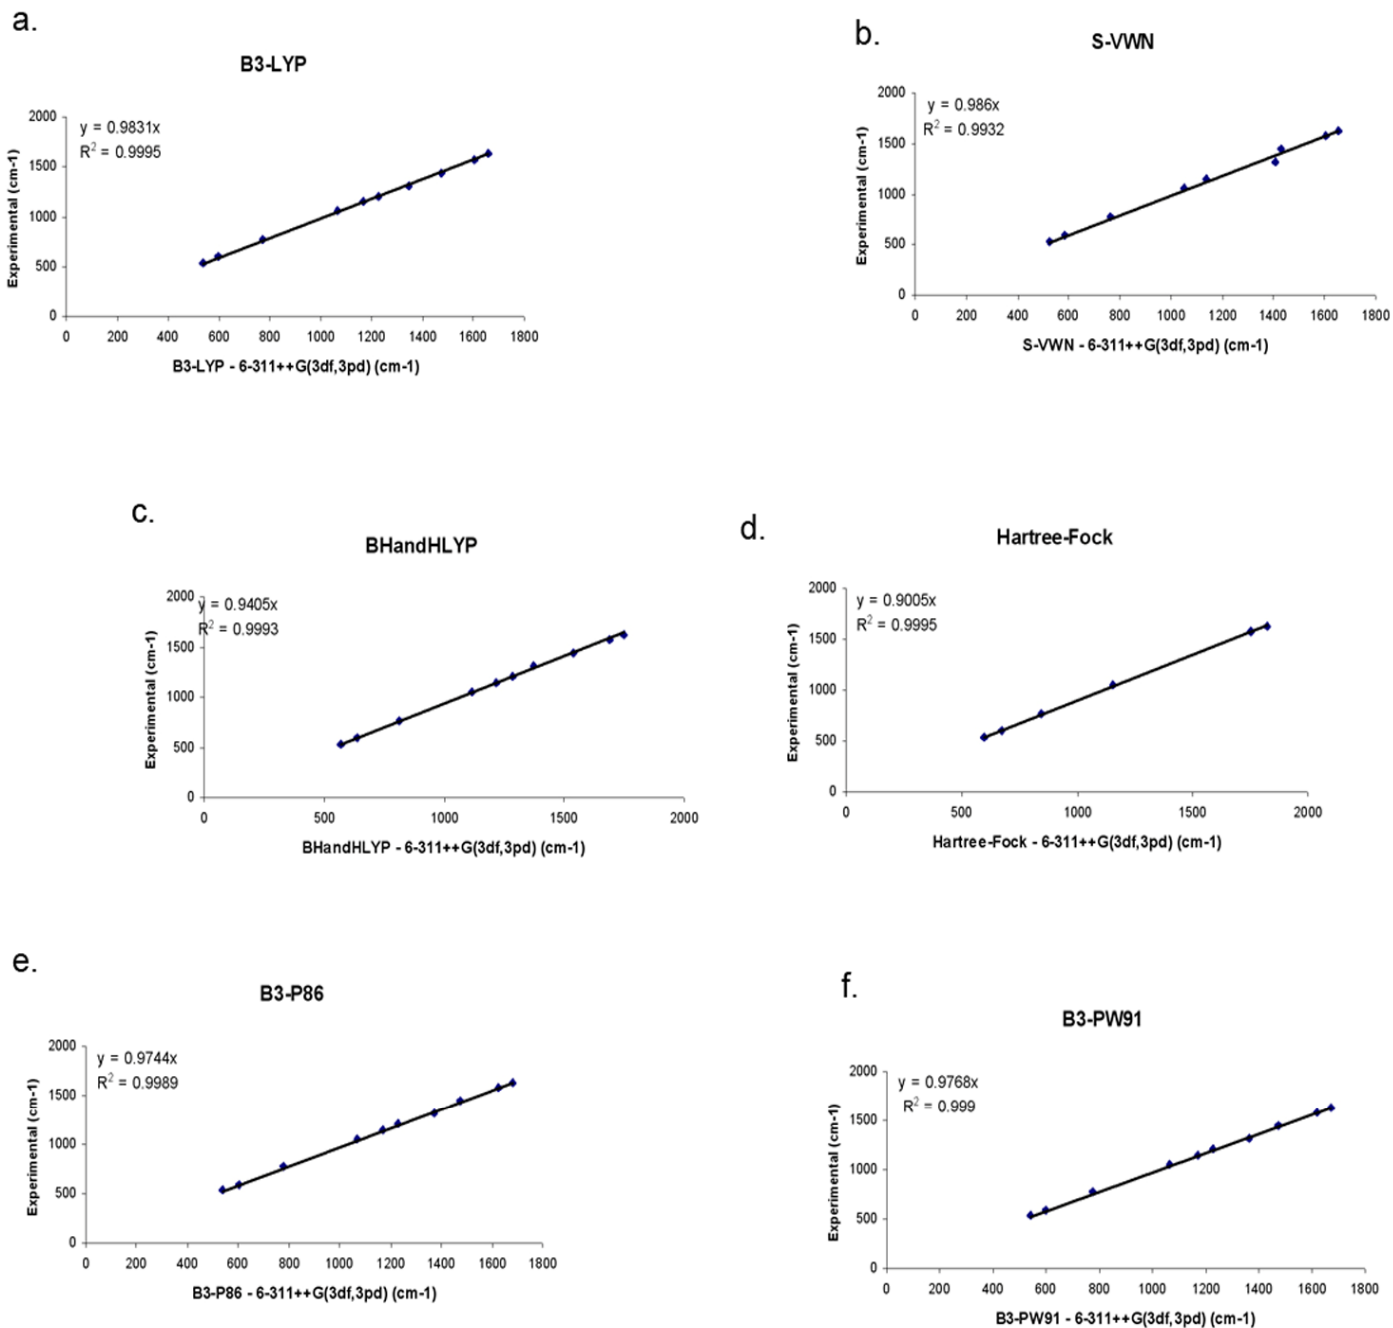 a.
B3-LYP
y = 0.9831x
R² = 0.9995
2000
1500
1000
500
0
Experimental (cm-1)
0 200 400 600 800 1000 1200 1400 1600 1800
B3-LYP - 6-311++G(3df,3pd) (cm-1)
b.
S-VWN
y = 0.986x
R² = 0.9932
2000
1500
1000
500
0
Experimental (cm-1)
0 200 400 600 800 1000 1200 1400 1600 1800
S-VWN - 6-311++G(3df,3pd) (cm-1)
c.
BHandHLYP
y = 0.9405x
R² = 0.9993
2000
1500
1000
500
0
Experimental (cm-1)
0 500 1000 1500 2000
BHandHLYP - 6-311++G(3df,3pd) (cm-1)
d.
Hartree-Fock
y = 0.9005x
R² = 0.9995
2000
1500
1000
500
0
Experimental (cm-1)
0 500 1000 1500 2000
Hartree-Fock - 6-311++G(3df,3pd) (cm-1)
e.
B3-P86
y = 0.9744x
R² = 0.9989
2000
1500
1000
500
0
Experimental (cm-1)
0 200 400 600 800 1000 1200 1400 1600 1800
B3-P86 - 6-311++G(3df,3pd) (cm-1)
f.
B3-PW91
y = 0.9768x
R² = 0.999
2000
1500
1000
500
0
Experimental (cm-1)
0 200 400 600 800 1000 1200 1400 1600 1800
B3-PW91 - 6-311++G(3df,3pd) (cm-1)